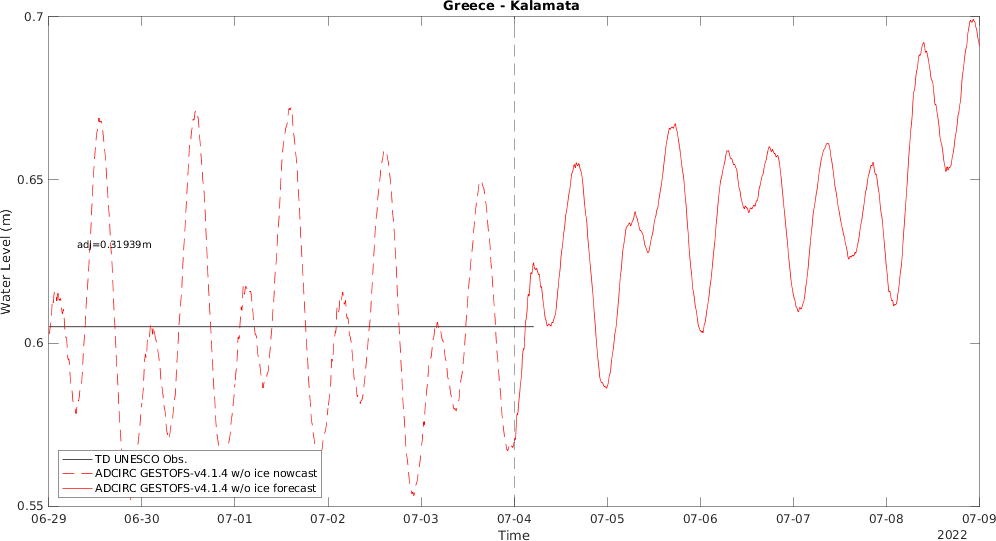 Greece - Kalamata
Water Level (m)
0.7
0.65
0.6
0.55
adj=0.31939m
TD UNESCO Obs.
ADCIRC GESTOFS-v4.1.4 w/o ice nowcast
ADCIRC GESTOFS-v4.1.4 w/o ice forecast
06-29 06-30 07-01 07-02 07-03 07-04 07-05 07-06 07-07 07-08 07-09
Time
2022